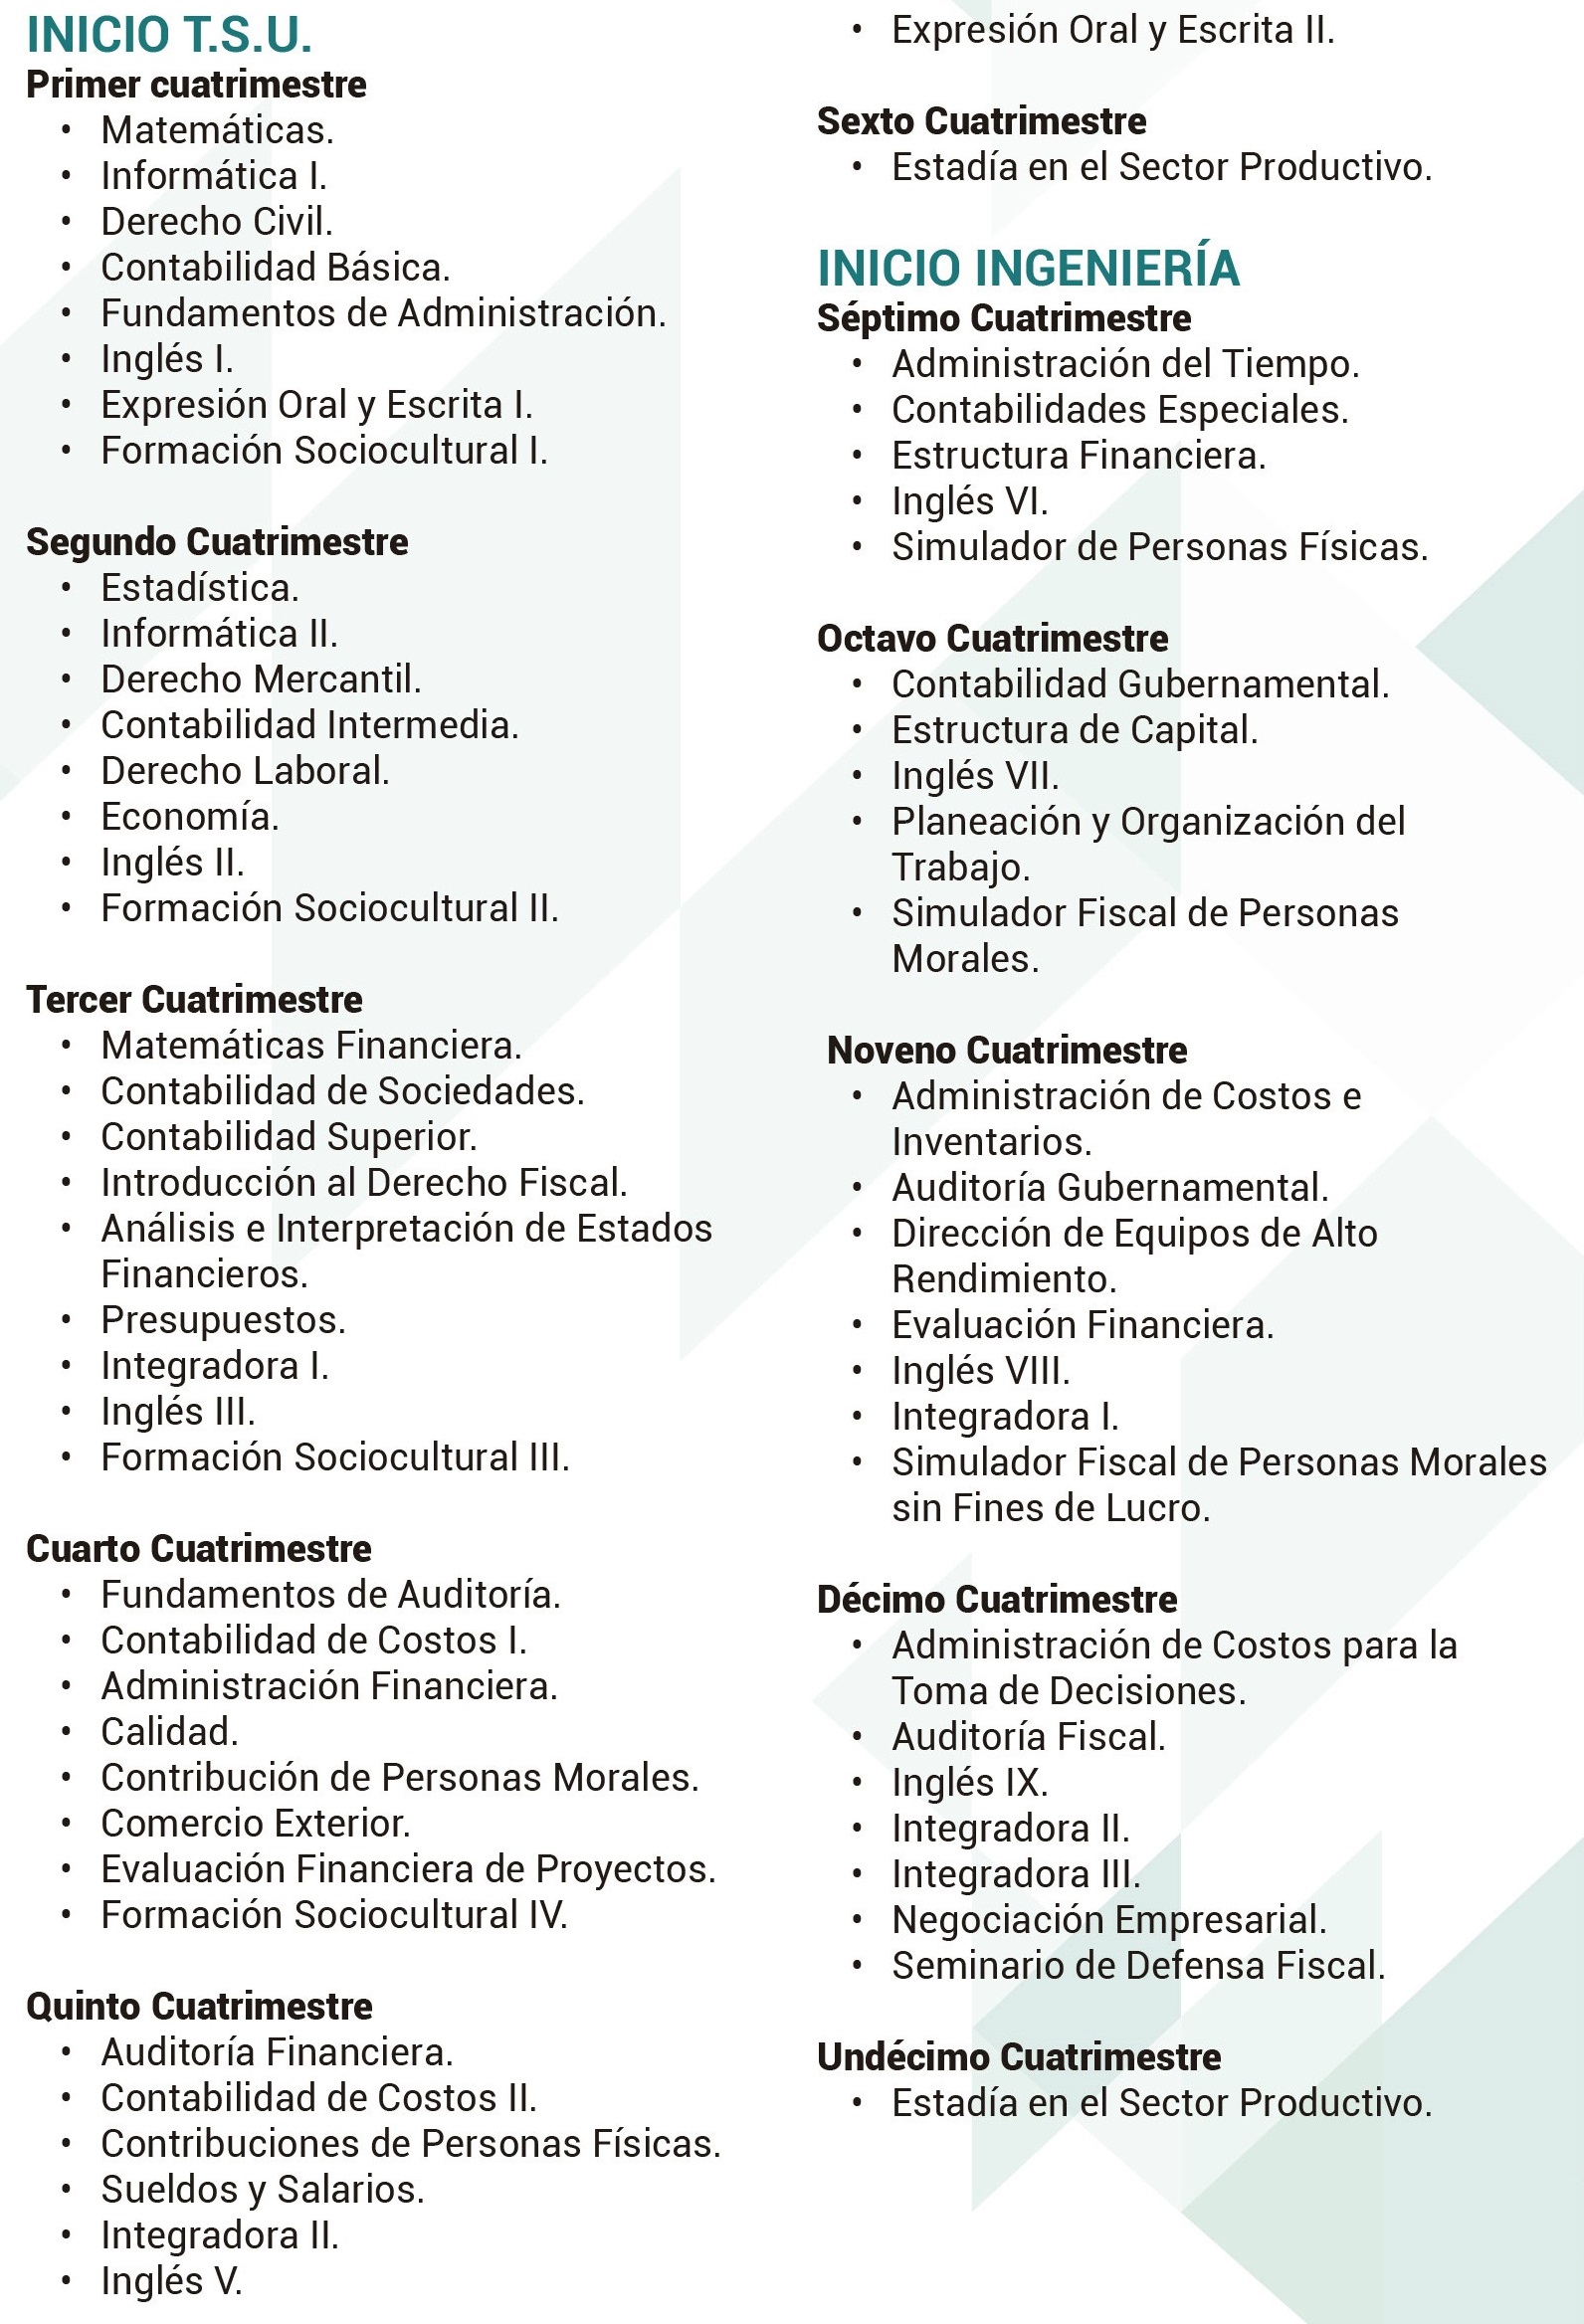 INICIO T.S.U.
Primer cuatrimestre
• Matemáticas.
• Informática I.
• Derecho Civil.
• Contabilidad Básica.
• Fundamentos de Administración.
• Inglés I.
• Expresión Oral y Escrita I.
• Formación Sociocultural I.
Segundo Cuatrimestre
• Estadística.
• Informática II.
• Derecho Mercantil.
• Contabilidad Intermedia.
• Derecho Laboral.
• Economía.
• Inglés II.
• Formación Sociocultural II.
Tercer Cuatrimestre
• Matemáticas Financiera.
• Contabilidad de Sociedades.
• Contabilidad Superior.
• Introducción al Derecho Fiscal.
• Análisis e Interpretación de Estados
Financieros.
• Presupuestos.
• Integradora I.
• Inglés III.
• Formación Sociocultural III.
Cuarto Cuatrimestre
• Fundamentos de Auditoría.
• Contabilidad de Costos I.
• Administración Financiera.
• Calidad.
• Contribución de Personas Morales.
• Comercio Exterior.
• Evaluación Financiera de Proyectos.
• Formación Sociocultural IV.
Quinto Cuatrimestre
• Auditoría Financiera.
• Contabilidad de Costos II.
• Contribuciones de Personas Físicas.
• Sueldos y Salarios.
• Integradora II.
• Inglés V.
• Expresión Oral y Escrita II.
Sexto Cuatrimestre
• Estadía en el Sector Productivo.
INICIO INGENIERÍA
Séptimo Cuatrimestre
• Administración del Tiempo.
• Contabilidades Especiales.
• Estructura Financiera.
• Inglés VI.
• Simulador de Personas Físicas.
Octavo Cuatrimestre
• Contabilidad Gubernamental.
• Estructura de Capital.
• Inglés VII.
• Planeación y Organización del
Trabajo.
• Simulador Fiscal de Personas
Morales.
Noveno Cuatrimestre
• Administración de Costos e
Inventarios.
• Auditoría Gubernamental.
• Dirección de Equipos de Alto
Rendimiento.
• Evaluación Financiera.
• Inglés VIII.
• Integradora I.
• Simulador Fiscal de Personas Morales
sin Fines de Lucro.
Décimo Cuatrimestre
• Administración de Costos para la
Toma de Decisiones.
• Auditoría Fiscal.
• Inglés IX.
• Integradora II.
• Integradora III.
• Negociación Empresarial.
• Seminario de Defensa Fiscal.
Undécimo Cuatrimestre
• Estadía en el Sector Productivo.